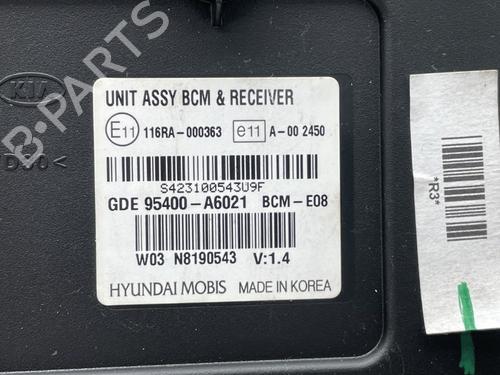 KIA
UNIT ASSY BCM & RECEIVER
E11 116RA-000363 e11 A-00 2450
S423100543U9F
GDE 95400-A6021 BCM-E08
W03 N8190543 V:1.4
HYUNDAI MOBIS MADE IN KOREA
*R3*
B-PARTS